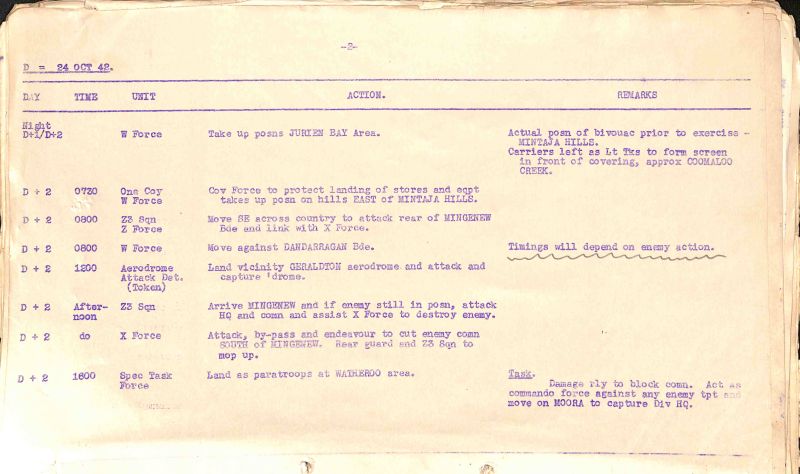 -2-
D = 24 OCT 42.
DAY TIME UNIT ACTION. REMARKS
Night
D+1/D+2 W Force Take up posns JURIEN BAY Area. Actual posn of bivouac prior to exercise -
MINTAJA HILLS.
Carriers left as Lt Tks to form screen
in front of covering, approx COOMALOO
CREEK.
D + 2 0730 One Coy Cov Force to protect landing of stores and eqpt
W Force takes up posn on hills EAST of MINTAJA HILLS.
D + 2 0800 Z3 Sqn Move SE across country to attack rear of MINGENEW
Z Force Bde and link with X Force.
D + 2 0800 W Force Move against DANDARRAGAN Bde. Timings will depend on enemy action.
D + 2 1200 Aerodrome Land vicinity GERALDTON aerodrome and attack and
Attack Det. capture 'drome.
(Token)
D + 2 After- Z3 Sqn Arrive MINGENEW and if enemy still in posn, attack
noon HQ and comn and assist X Force to destroy enemy.
D + 2 do X Force Attack, by-pass and endeavour to cut enemy comn
SOUTH of MINGENEW. Rear guard and Z3 Sqn to
mop up.
D + 2 1600 Spec Task Land as paratroops at WATHEROO area. Task.
Force Damage rly to block comn. Act as
commando force against any enemy tpt and
move on MOORA to capture Div HQ.